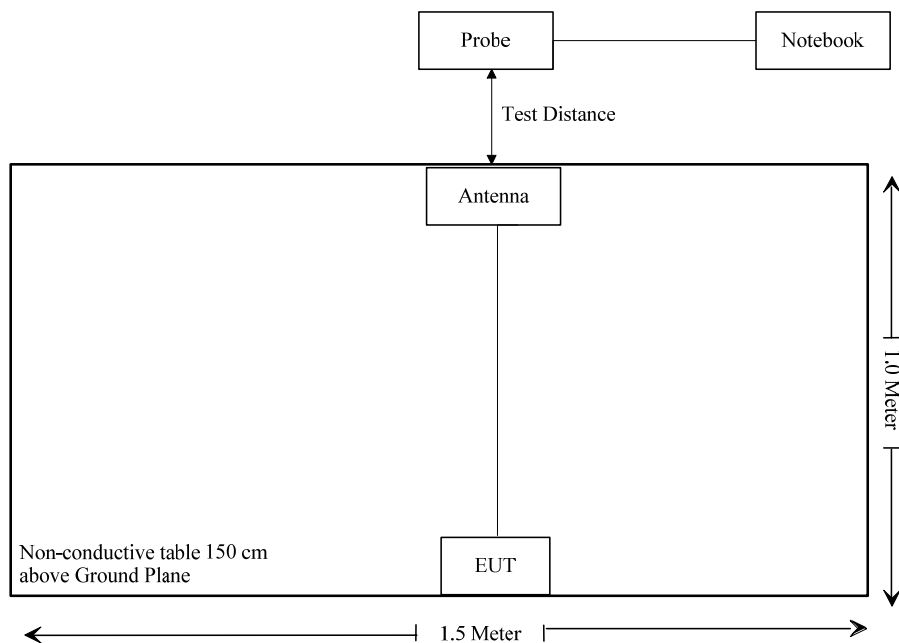 Probe
Notebook
Test Distance
Antenna
1.0 Meter
Non-conductive table 150 cm
above Ground Plane
EUT
1.5 Meter